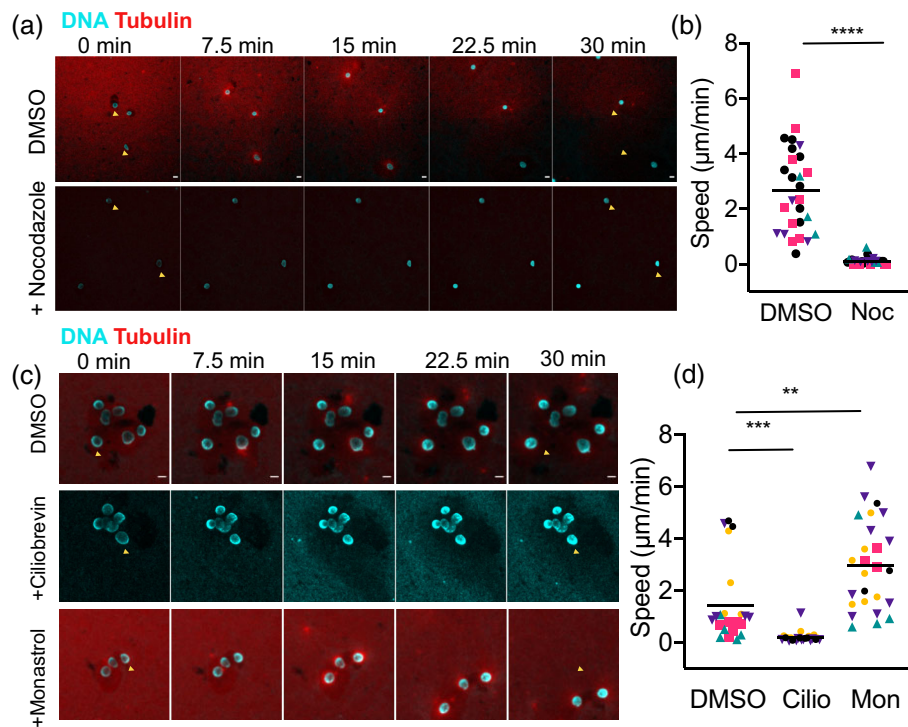 (a)
DNA Tubulin
0 min 7.5 min 15 min 22.5 min 30 min
DMSO
+ Nocodazole
(b)
****
Speed (µm/min)
8
6
4
2
0
DMSO Noc
(c)
DNA Tubulin
0 min 7.5 min 15 min 22.5 min 30 min
DMSO
+Ciliobrevin
+Monastrol
(d)
**
***
Speed (µm/min)
8
6
4
2
0
DMSO Cilio Mon